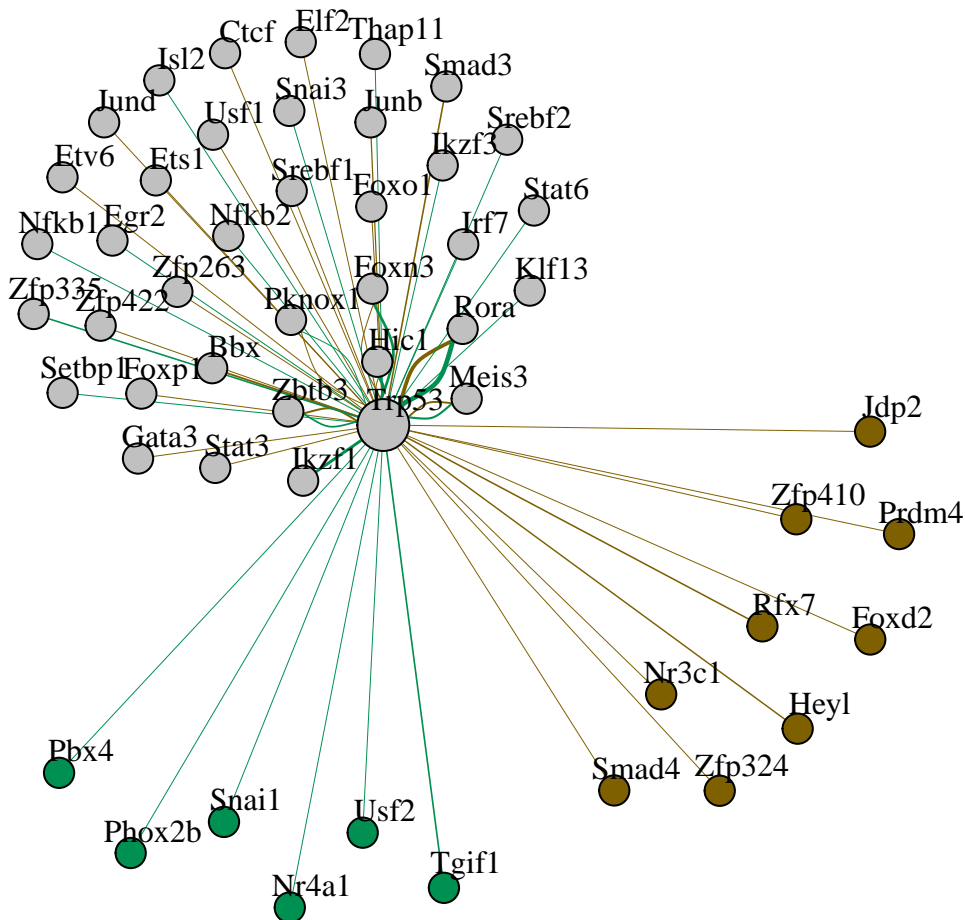 Elf2
Ctcf
Thap11
Isl2
Smad3
Jund
Usf1
Snai3
Junb
Srebf2
Ikzf3
Etv6
Ets1
Srebf1
Foxo1
Stat6
Nfkb1
Egr2
Nfkb2
Irf7
Zfp263
Foxn3
Klf13
Zfp335
Zfp422
Pknox1
Rora
Hic1
Setbp1
Foxp1
Bbx
Zbtb3
Trp53
Meis3
Jdp2
Gata3
Stat3
Ikzf1
Zfp410
Prdm4
Rfx7
Foxd2
Nr3c1
Heyl
Pbx4
Smad4
Zfp324
Snai1
Usf2
Phox2b
Tgif1
Nr4a1